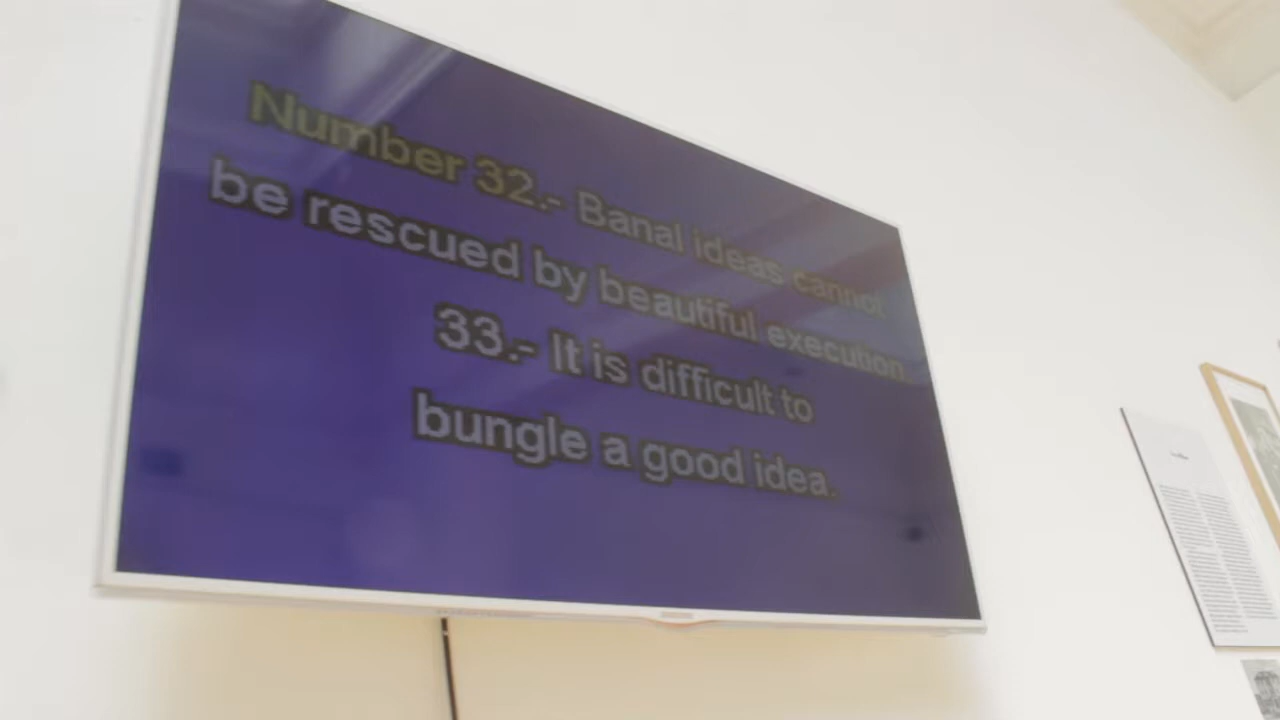 Number 32.- Banal ideas cannot
be rescued by beautiful execution.
33.- It is difficult to
bungle a good idea.